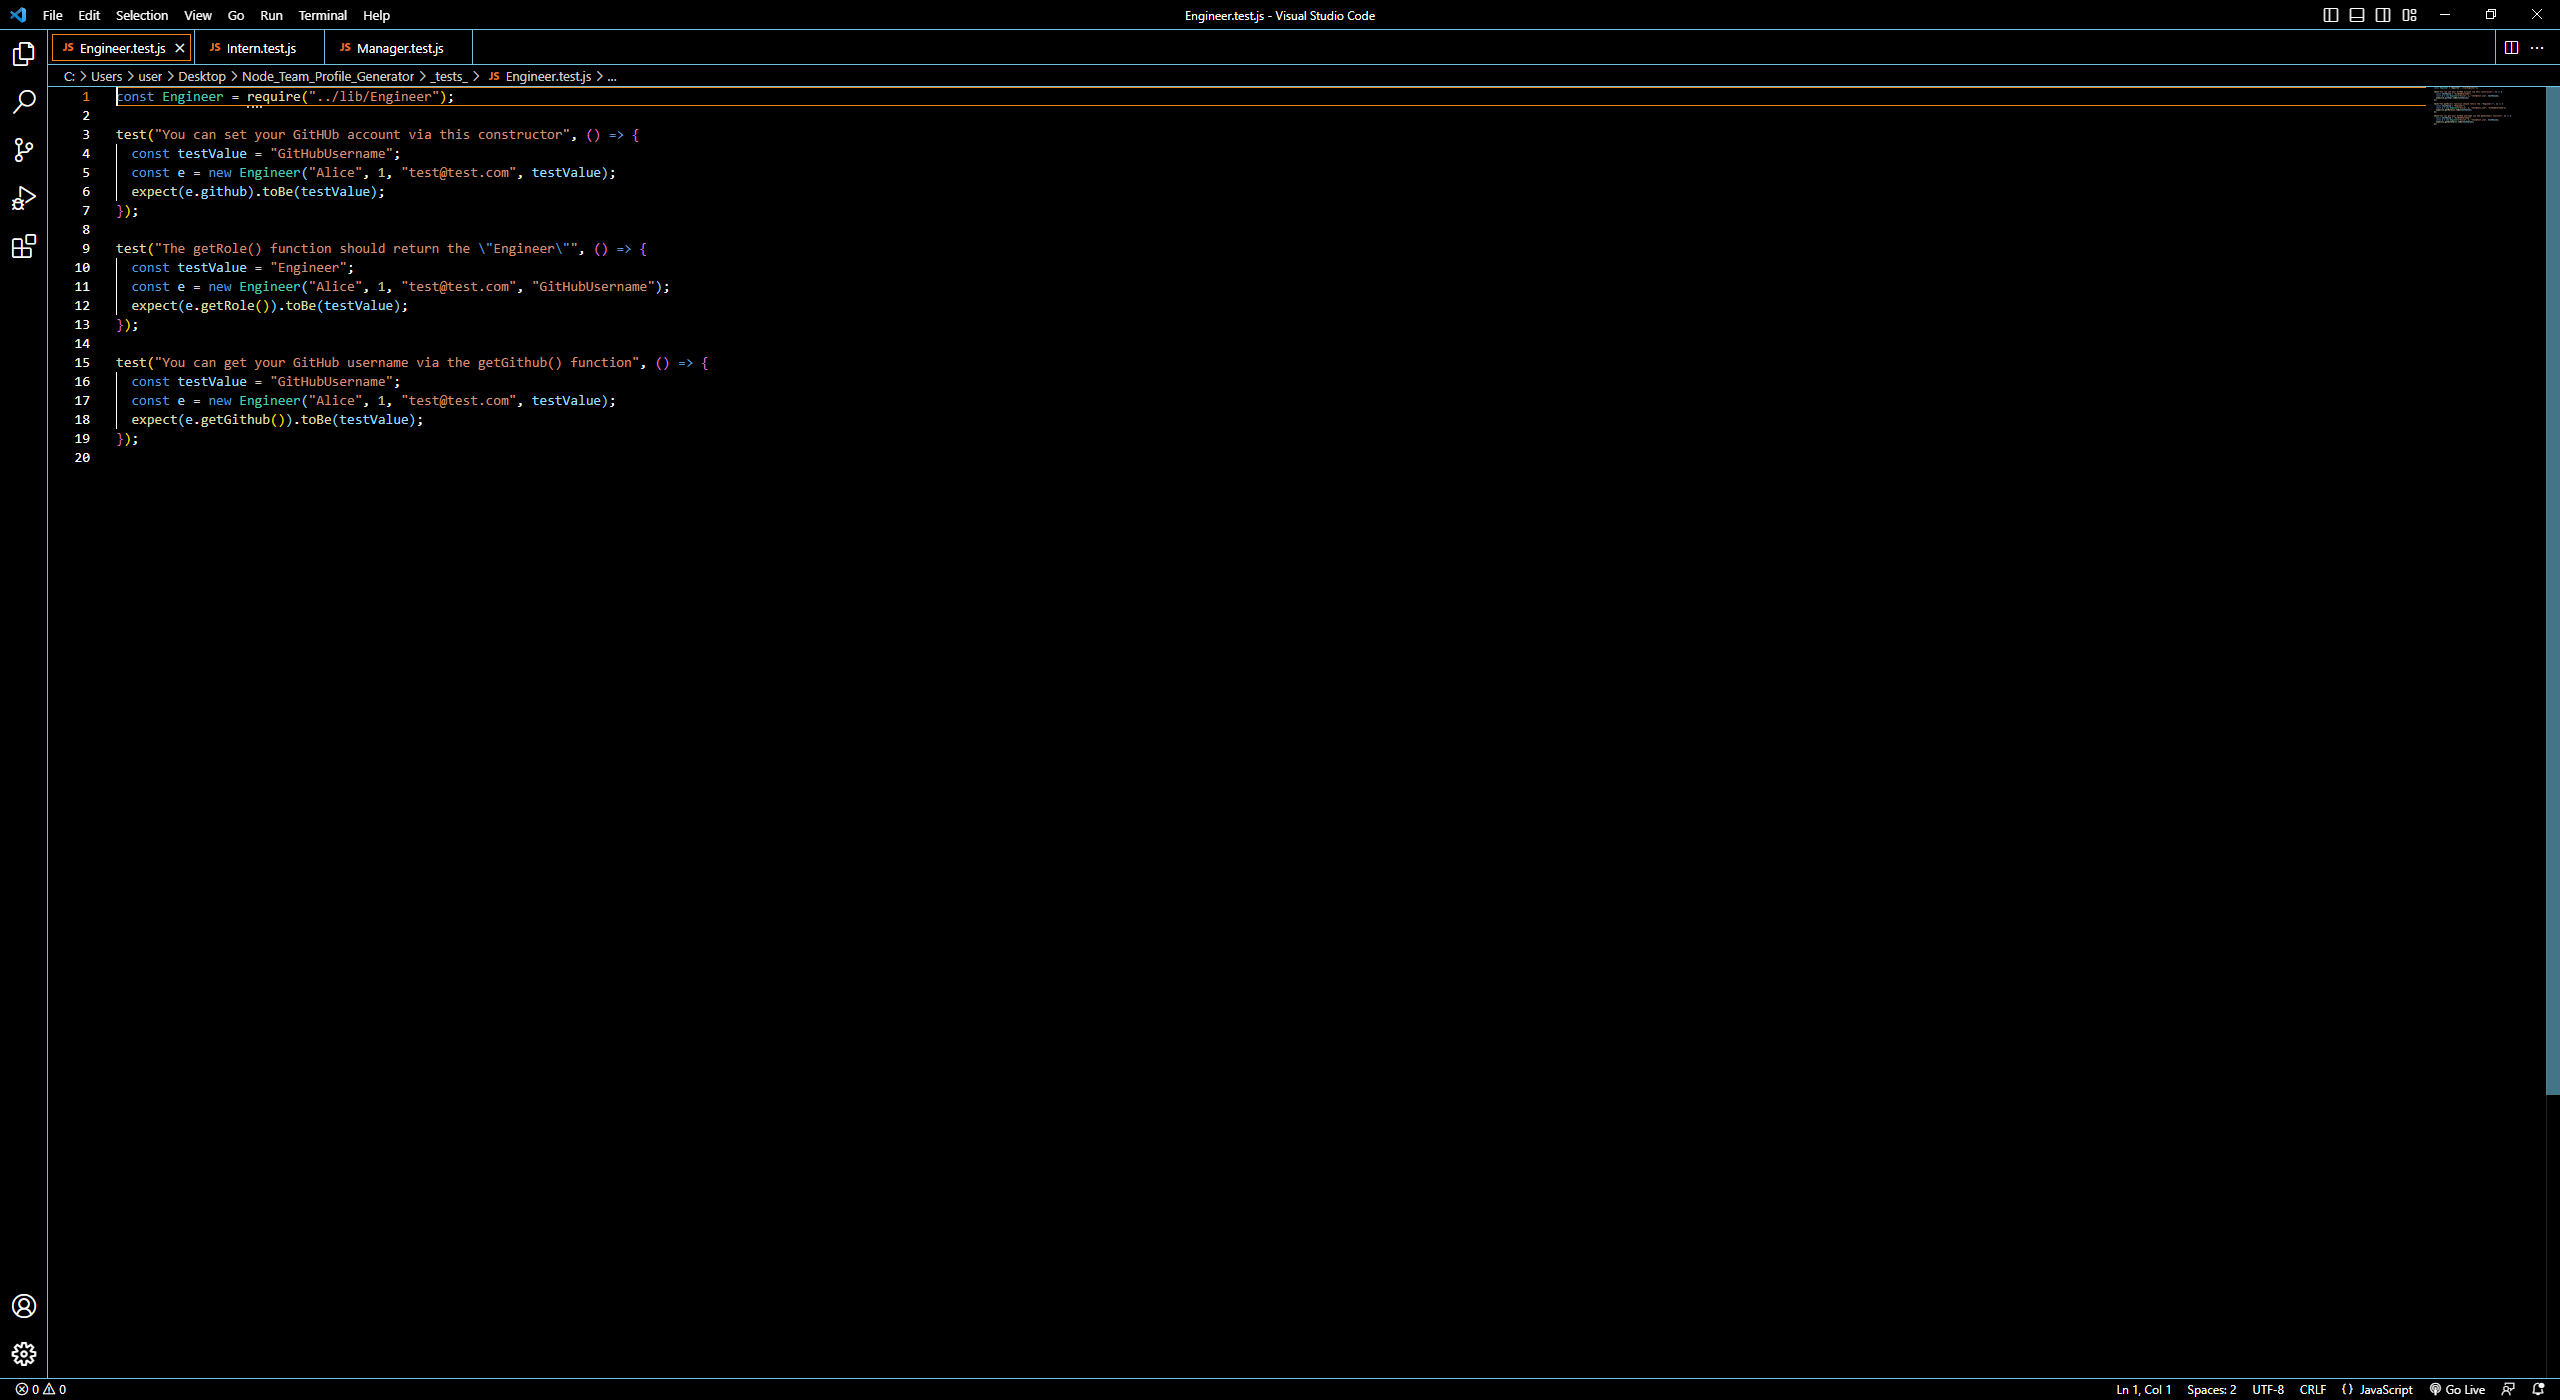 File Edit Selection View Go Run Terminal Help
Engineer.test.js - Visual Studio Code
JS Engineer.test.js
JS Intern.test.js
JS Manager.test.js
C: > Users > user > Desktop > Node_Team_Profile_Generator > _tests_ > JS Engineer.test.js > ...
1 const Engineer = require("../lib/Engineer");
2
3 test("You can set your GitHUb account via this constructor", () => {
4   const testValue = "GitHubUsername";
5   const e = new Engineer("Alice", 1, "test@test.com", testValue);
6   expect(e.github).toBe(testValue);
7 });
8
9 test("The getRole() function should return the \"Engineer\"", () => {
10   const testValue = "Engineer";
11   const e = new Engineer("Alice", 1, "test@test.com", "GitHubUsername");
12   expect(e.getRole()).toBe(testValue);
13 });
14
15 test("You can get your GitHub username via the getGithub() function", () => {
16   const testValue = "GitHubUsername";
17   const e = new Engineer("Alice", 1, "test@test.com", testValue);
18   expect(e.getGithub()).toBe(testValue);
19 });
20
0 0
Ln 1, Col 1 Spaces: 2 UTF-8 CRLF {} JavaScript Go Live